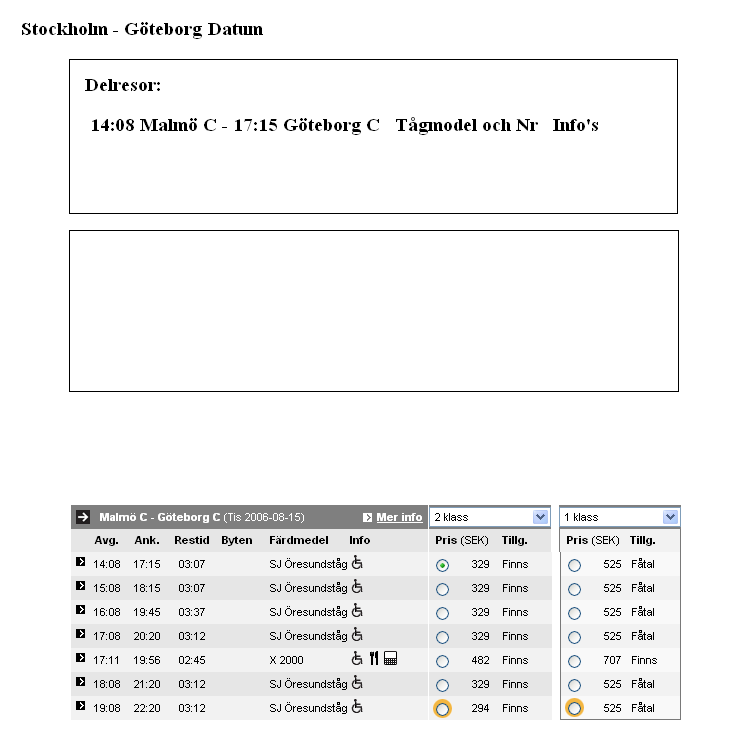 Stockholm - Göteborg Datum
Delresor:
14:08 Malmö C - 17:15 Göteborg C Tågmodel och Nr Info's
Malmö C - Göteborg C (Tis 2006-08-15) Mer info 2 klass 1 klass
Avg. Ank. Restid Byten Färdmedel Info Pris (SEK) Tillg. Pris (SEK) Tillg.
14:08 17:15 03:07 SJ Öresundståg 329 Finns 525 Fåtal
15:08 18:15 03:07 SJ Öresundståg 329 Finns 525 Fåtal
16:08 19:45 03:37 SJ Öresundståg 329 Finns 525 Fåtal
17:08 20:20 03:12 SJ Öresundståg 329 Finns 525 Fåtal
17:11 19:56 02:45 X 2000 482 Finns 707 Finns
18:08 21:20 03:12 SJ Öresundståg 329 Finns 525 Fåtal
19:08 22:20 03:12 SJ Öresundståg 294 Finns 525 Fåtal